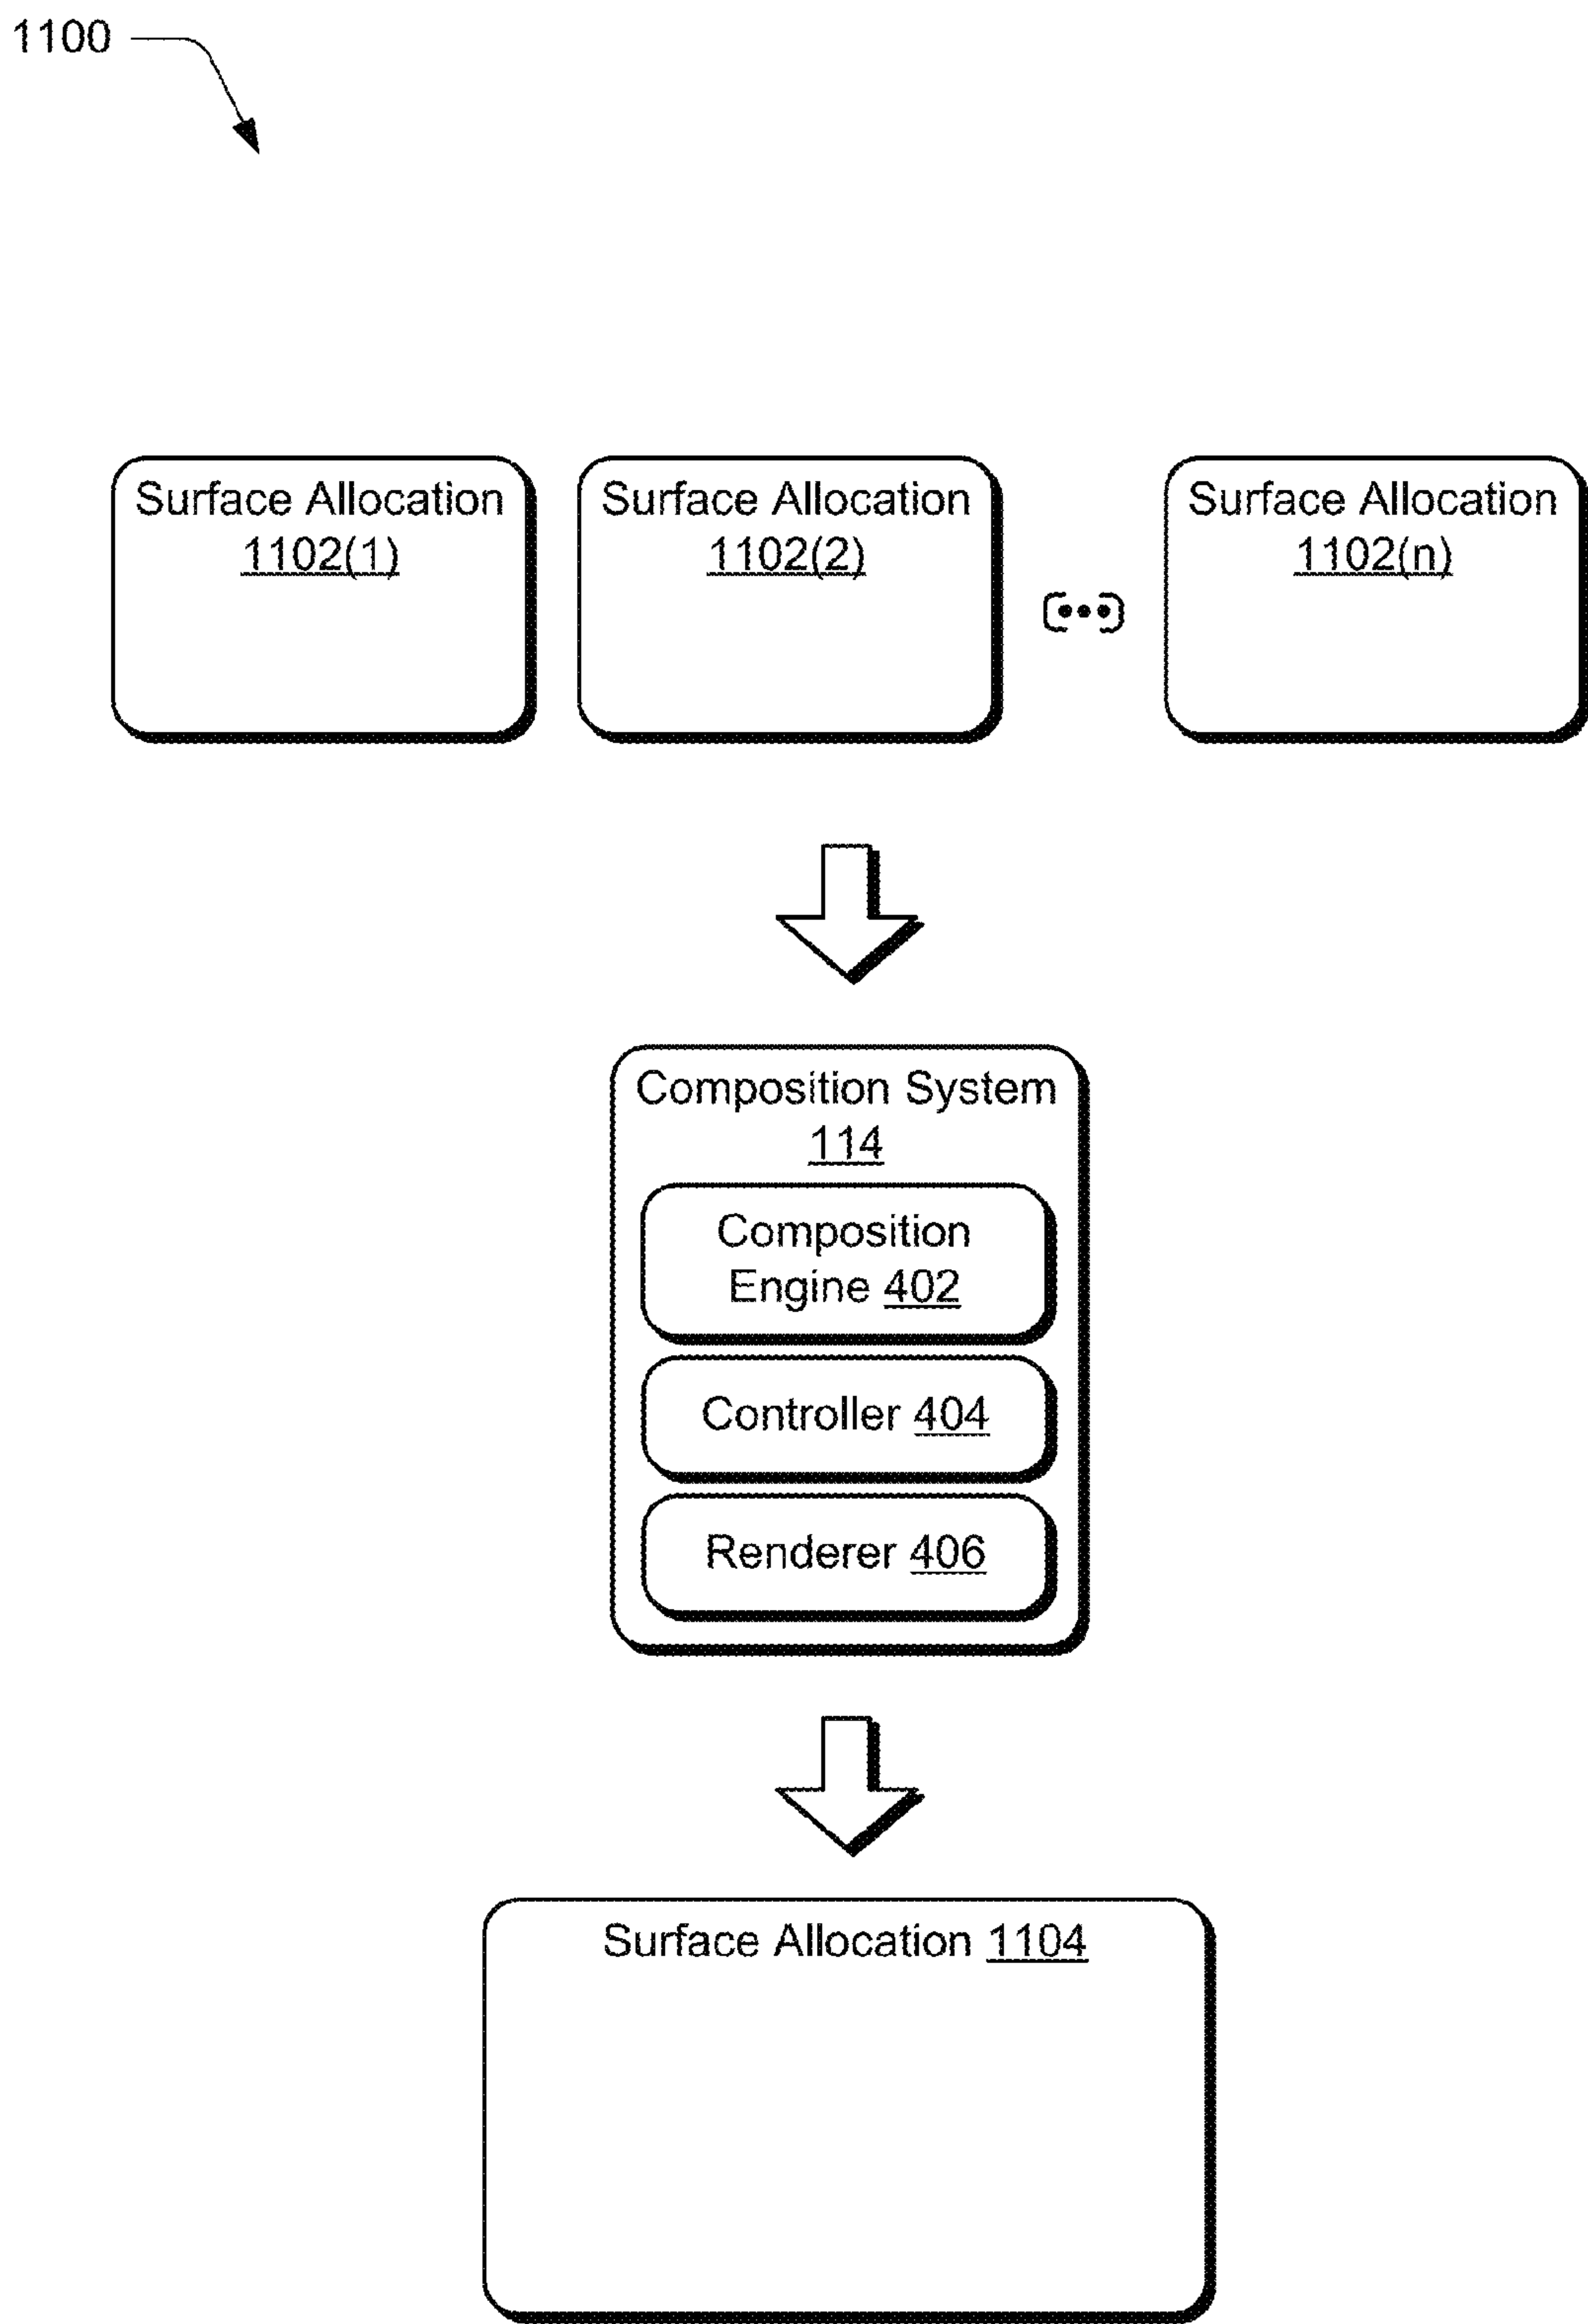 1100
Surface Allocation
1102(1)
Surface Allocation
1102(2)
Surface Allocation
1102(n)
Composition System
114
Composition
Engine 402
Controller 404
Renderer 406
Surface Allocation 1104